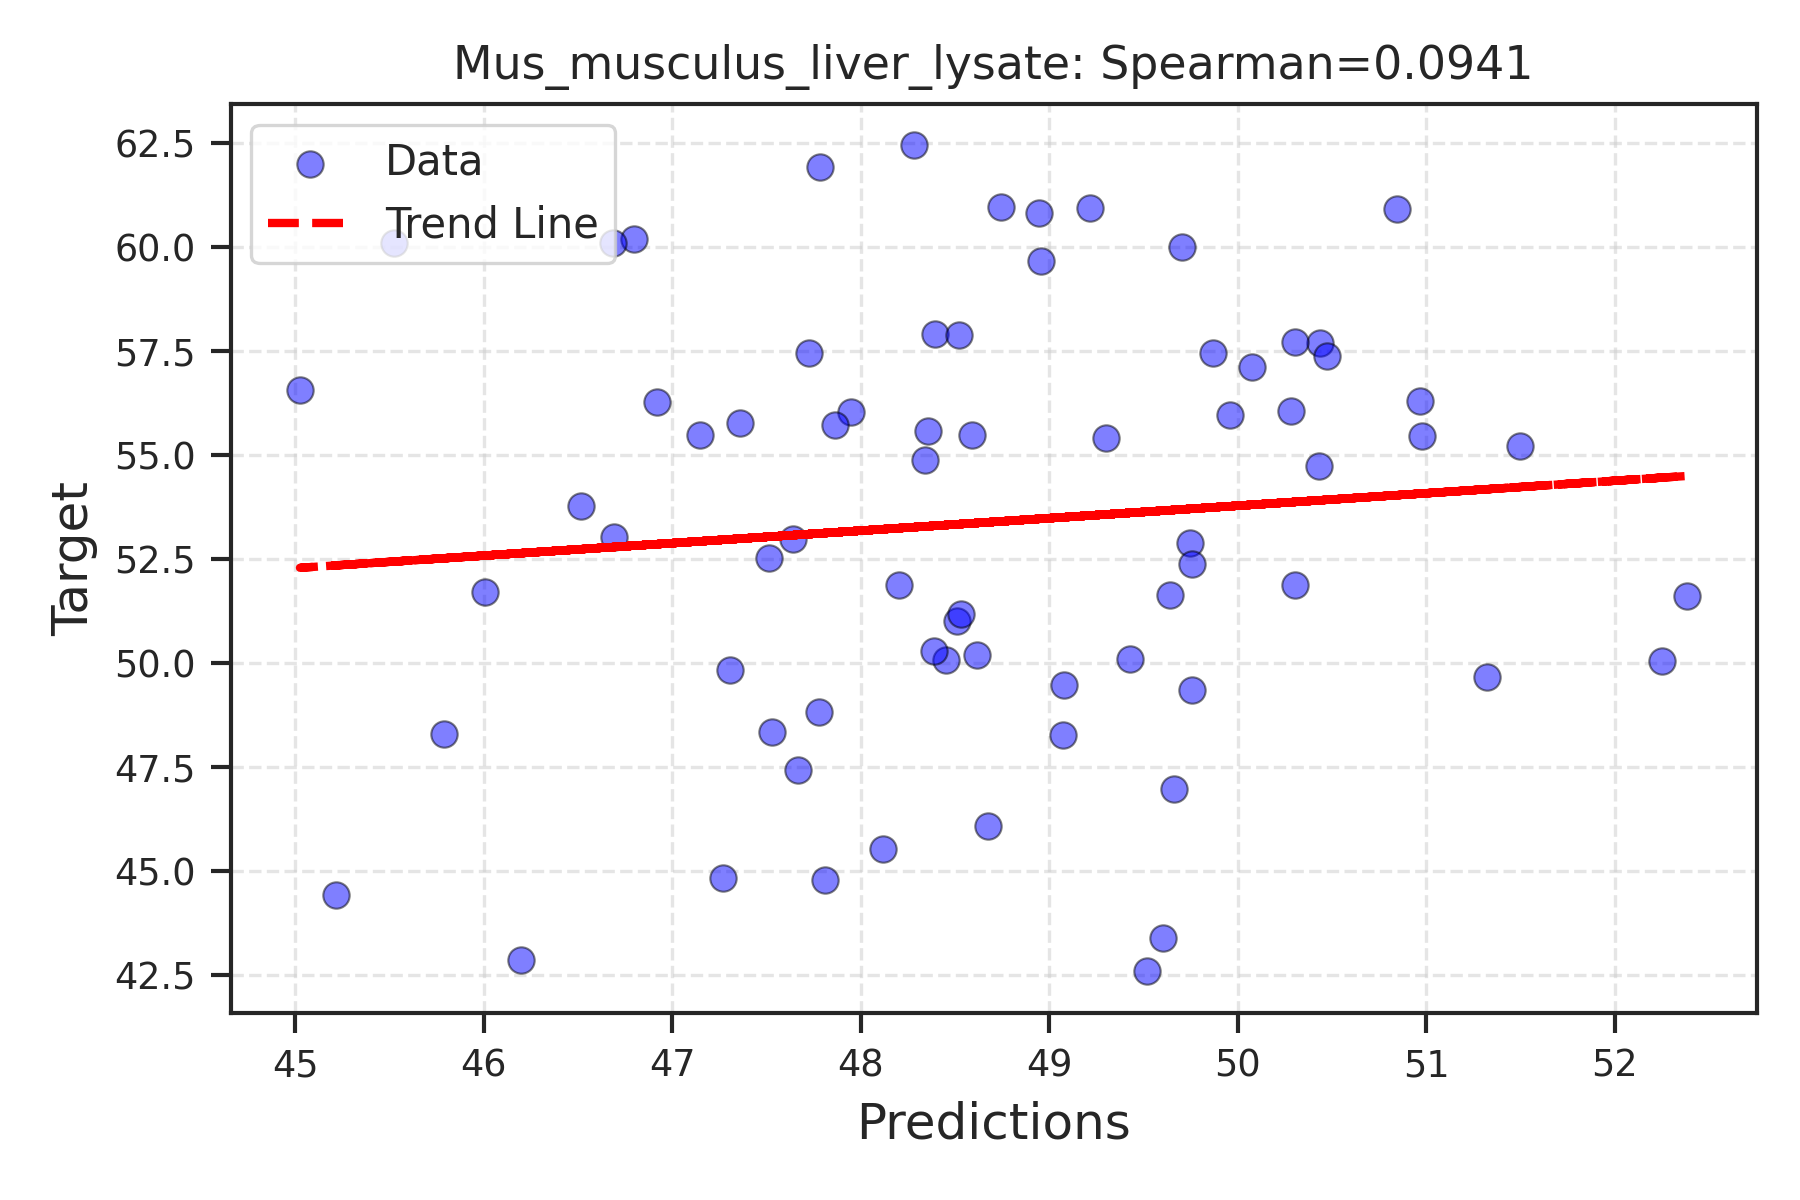 Mus_musculus_liver_lysate: Spearman=0.0941
Data
Trend Line
62.5
60.0
57.5
55.0
52.5
50.0
47.5
45.0
42.5
Target
45 46 47 48 49 50 51 52
Predictions